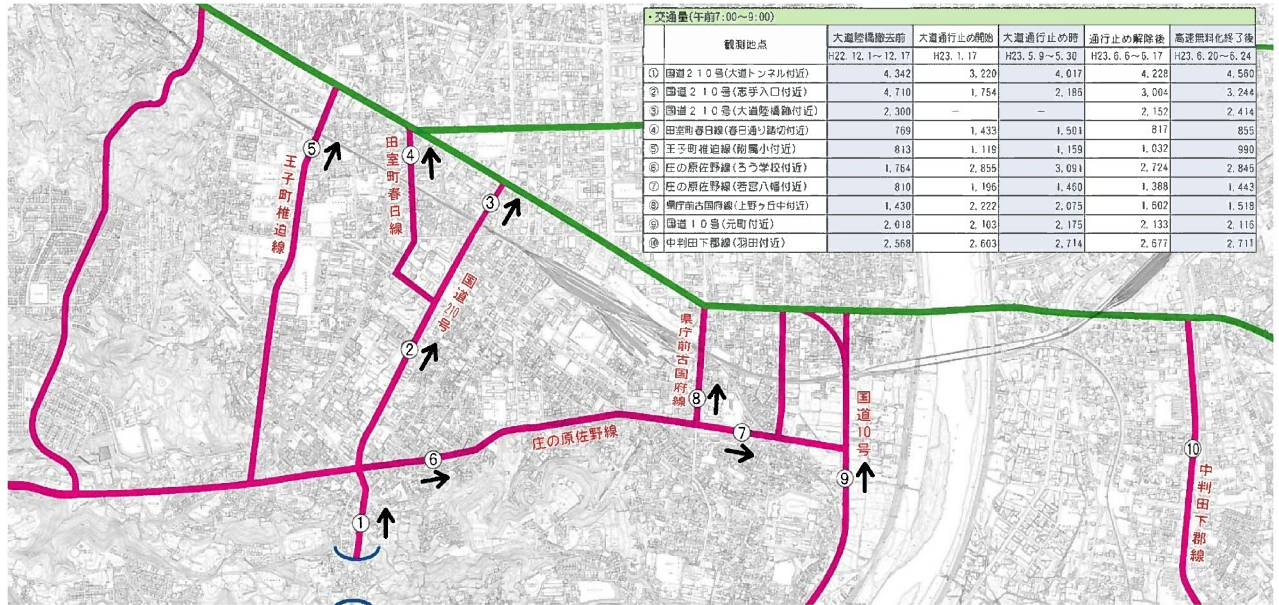 ・交通量(午前7:00～9:00)
観測地点 大道陸橋撤去前 大道通行止め開始 大道通行止め時 通行止め解除後 高速無料化終了後
H22.12.1～12.17 H23.1.17 H23.5.9～5.30 H23.6.6～6.17 H23.6.20～6.24
① 国道210号(大道トンネル付近) 4,342 3,220 4,017 4,228 4,560
② 国道210号(志手入口付近) 4,710 1,754 2,186 3,004 3,244
③ 国道210号(大道陸橋跡付近) 2,300 － － 2,152 2,414
④ 田室町春日線(春日通り踏切付近) 769 1,433 1,501 817 855
⑤ 王子町椎迫線(附属小付近) 813 1,119 1,159 1,032 990
⑥ 庄の原佐野線(ろう学校付近) 1,764 2,855 3,091 2,724 2,846
⑦ 庄の原佐野線(若宮八幡付近) 810 1,196 1,460 1,388 1,443
⑧ 県庁前古国府線(上野ヶ丘中付近) 1,430 2,222 2,075 1,602 1,518
⑨ 国道10号(元町付近) 2,018 2,103 2,175 2,133 2,116
⑩ 中判田下郡線(羽田付近) 2,568 2,603 2,714 2,677 2,711
⑤
王子町椎迫線
田室町春日線
④
③
国道210号
②
県庁前古国府線
⑧
国道10号
⑦
庄の原佐野線
⑥
⑨
⑩
中判田下郡線
①